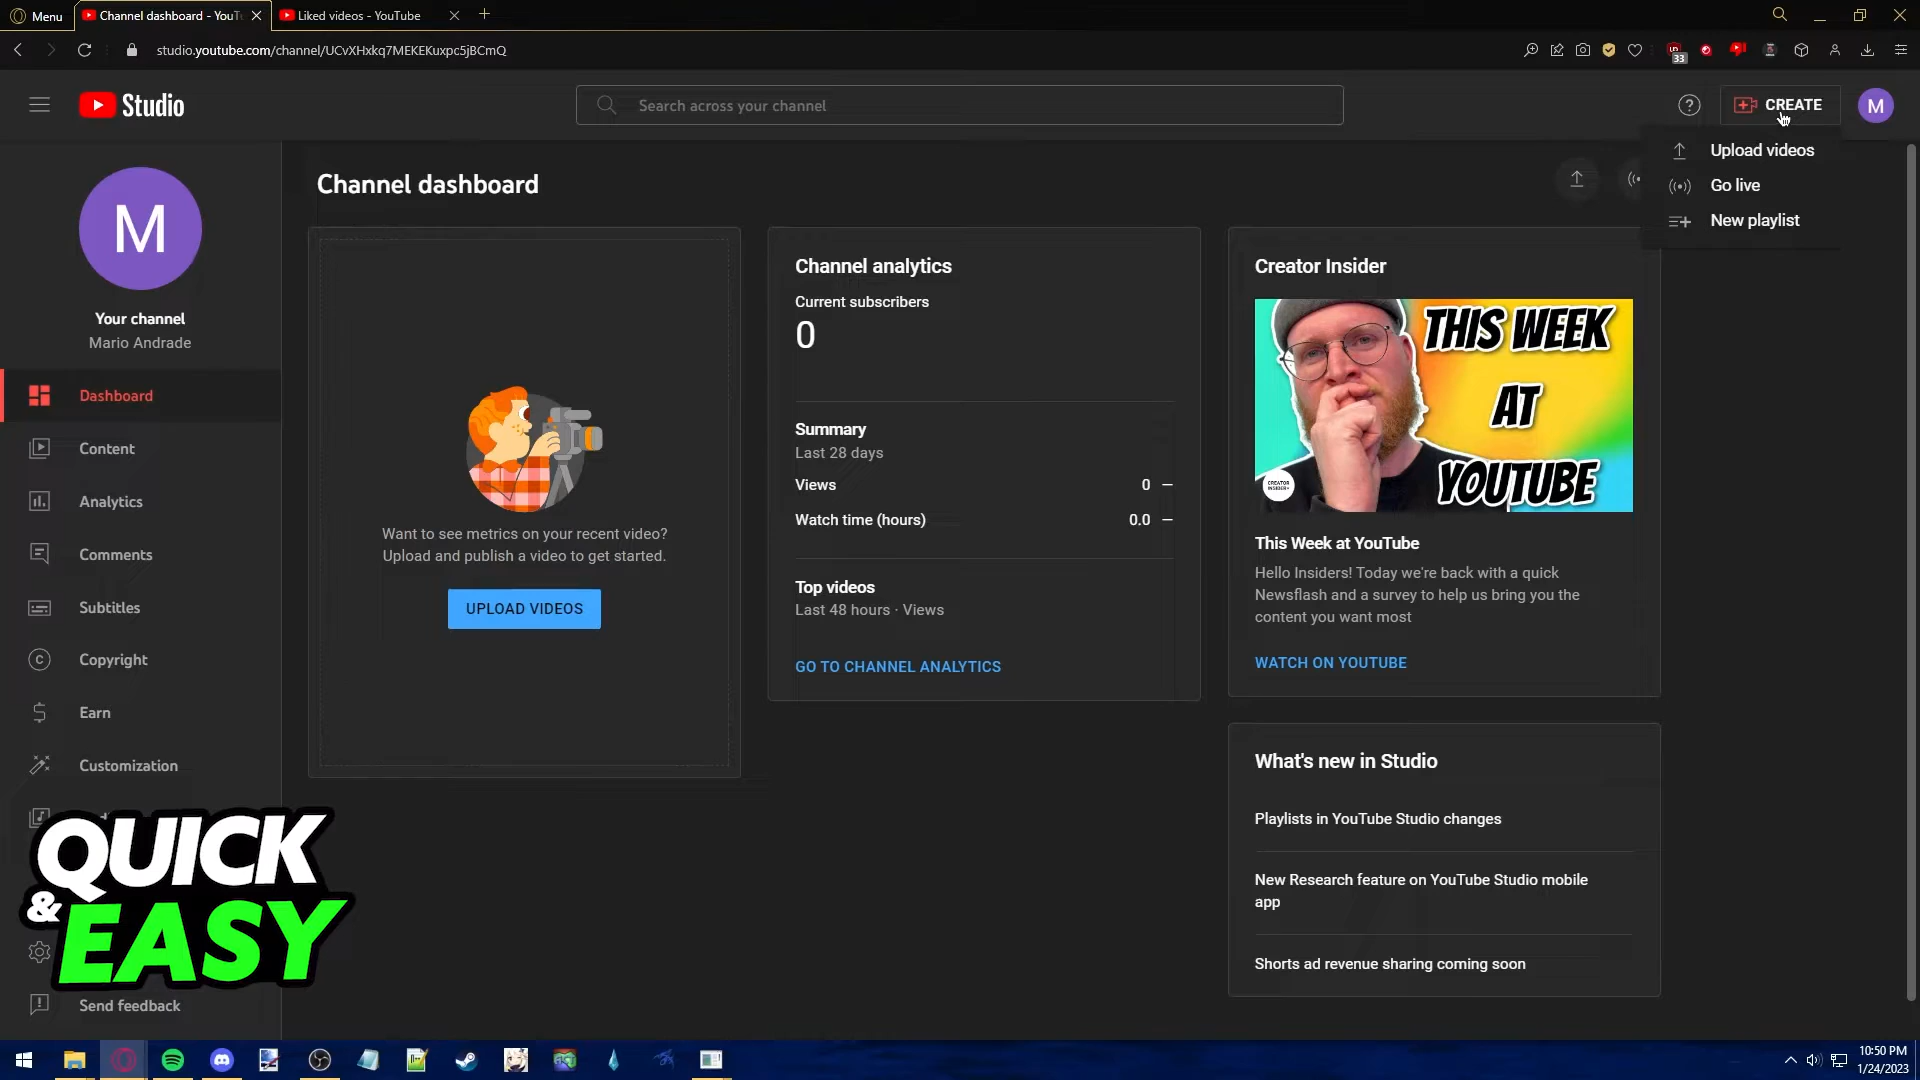 Menu
Channel dashboard - YouT
Liked videos - YouTube
studio.youtube.com/channel/UCvXHxkq7MEKEKuxpc5jBCmQ
33
Studio
Search across your channel
CREATE
M
Upload videos
Go live
New playlist
M
Your channel
Mario Andrade
Dashboard
Content
Analytics
Comments
Subtitles
Copyright
Earn
Customization
Send feedback
QUICK
& EASY
Channel dashboard
Want to see metrics on your recent video?
Upload and publish a video to get started.
UPLOAD VIDEOS
Channel analytics
Current subscribers
0
Summary
Last 28 days
Views 0 —
Watch time (hours) 0.0 —
Top videos
Last 48 hours · Views
GO TO CHANNEL ANALYTICS
Creator Insider
THIS WEEK
AT
YOUTUBE
CREATOR
INSIDER
This Week at YouTube
Hello Insiders! Today we're back with a quick
Newsflash and a survey to help us bring you the
content you want most
WATCH ON YOUTUBE
What's new in Studio
Playlists in YouTube Studio changes
New Research feature on YouTube Studio mobile
app
Shorts ad revenue sharing coming soon
10:50 PM
1/24/2023